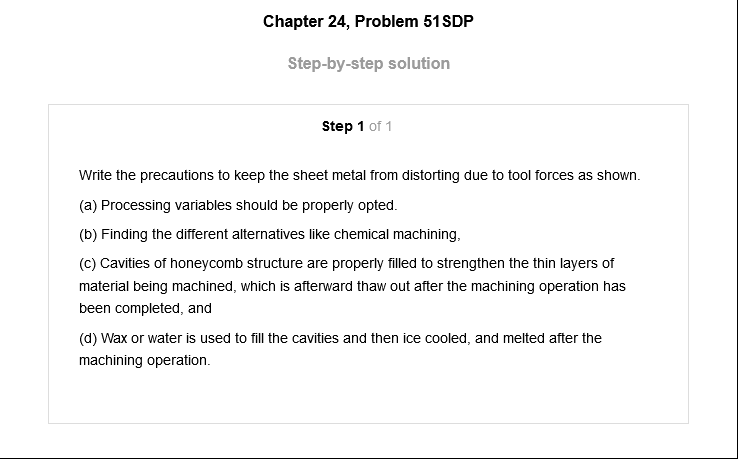 Chapter 24, Problem 51SDP
Step-by-step solution
Step 1 of 1
Write the precautions to keep the sheet metal from distorting due to tool forces as shown.
(a) Processing variables should be properly opted.
(b) Finding the different alternatives like chemical machining,
(c) Cavities of honeycomb structure are properly filled to strengthen the thin layers of
material being machined, which is afterward thaw out after the machining operation has
been completed, and
(d) Wax or water is used to fill the cavities and then ice cooled, and melted after the
machining operation.